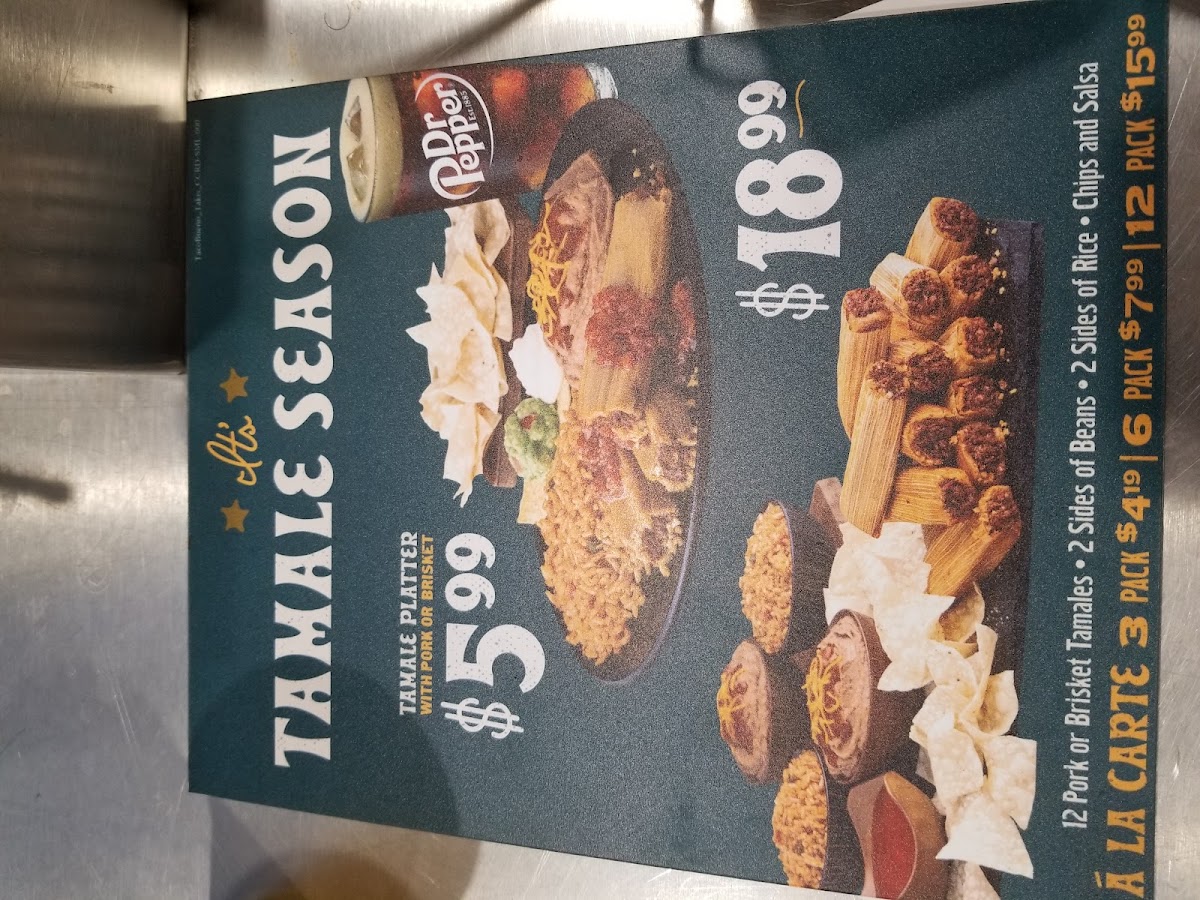 ★ It's ★
TAMALE SEASON
Dr
Pepper
EST. 1885
TAMALE PLATTER
WITH PORK OR BRISKET
$5 99
$18 99
12 Pork or Brisket Tamales • 2 Sides of Beans • 2 Sides of Rice • Chips and Salsa
Á LA CARTE 3 PACK $4 19 | 6 PACK $7 99 | 12 PACK $15 99